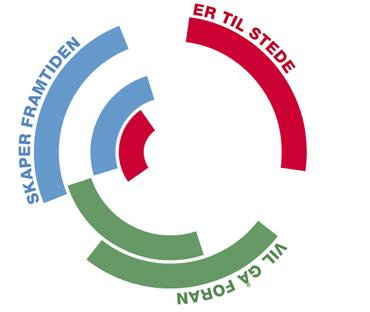 ER TIL STEDE
SKAPER FRAMTIDEN
VIL GÅ FORAN